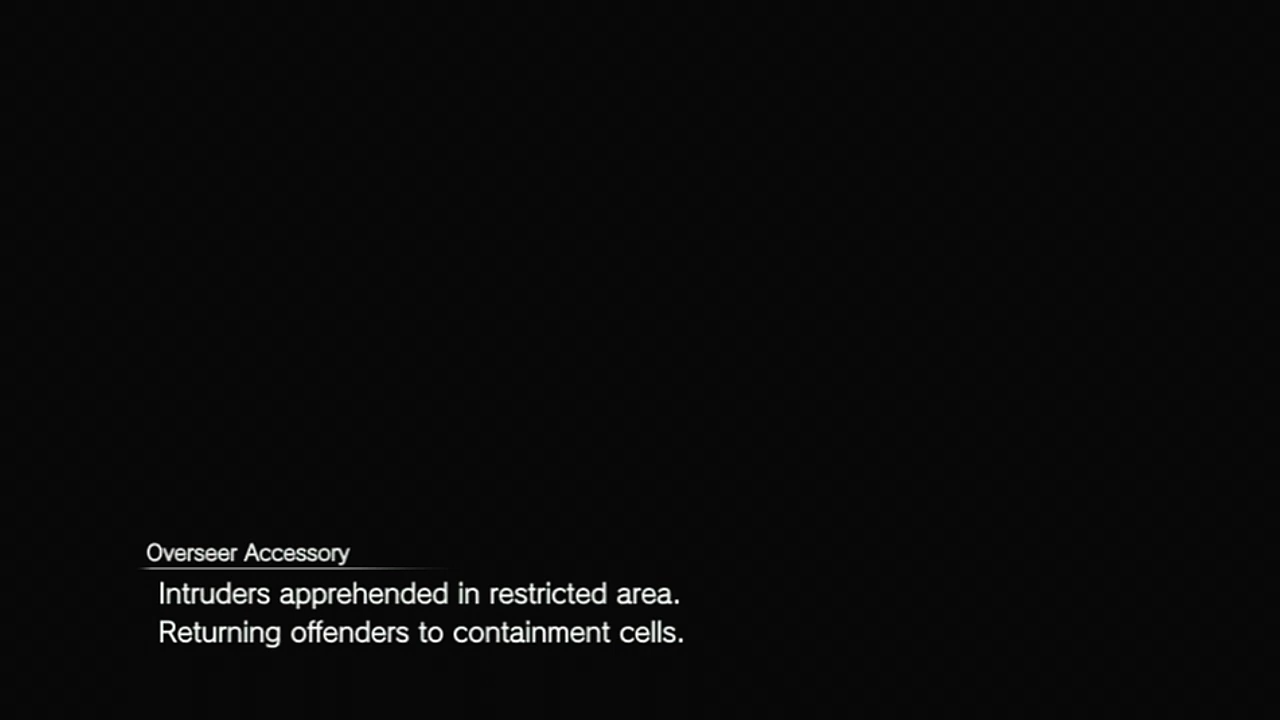 Overseer Accessory
Intruders apprehended in restricted area.
Returning offenders to containment cells.